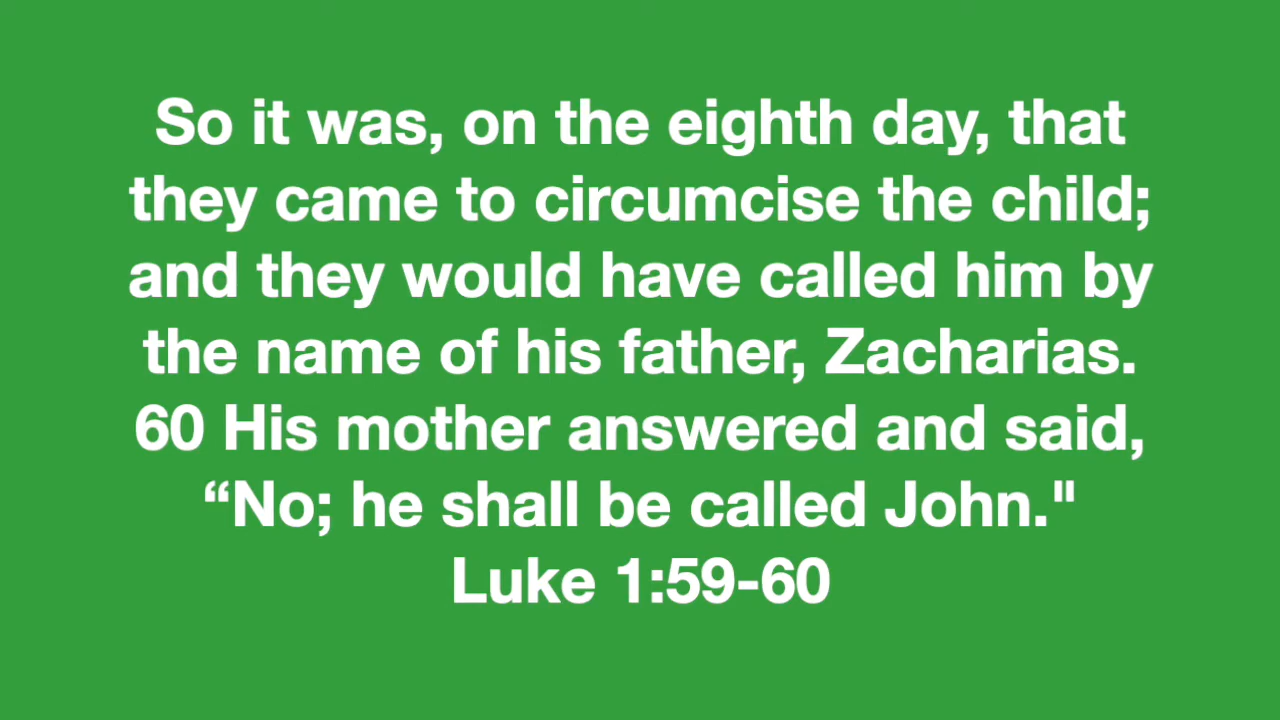 So it was, on the eighth day, that
they came to circumcise the child;
and they would have called him by
the name of his father, Zacharias.
60 His mother answered and said,
“No; he shall be called John."
Luke 1:59-60